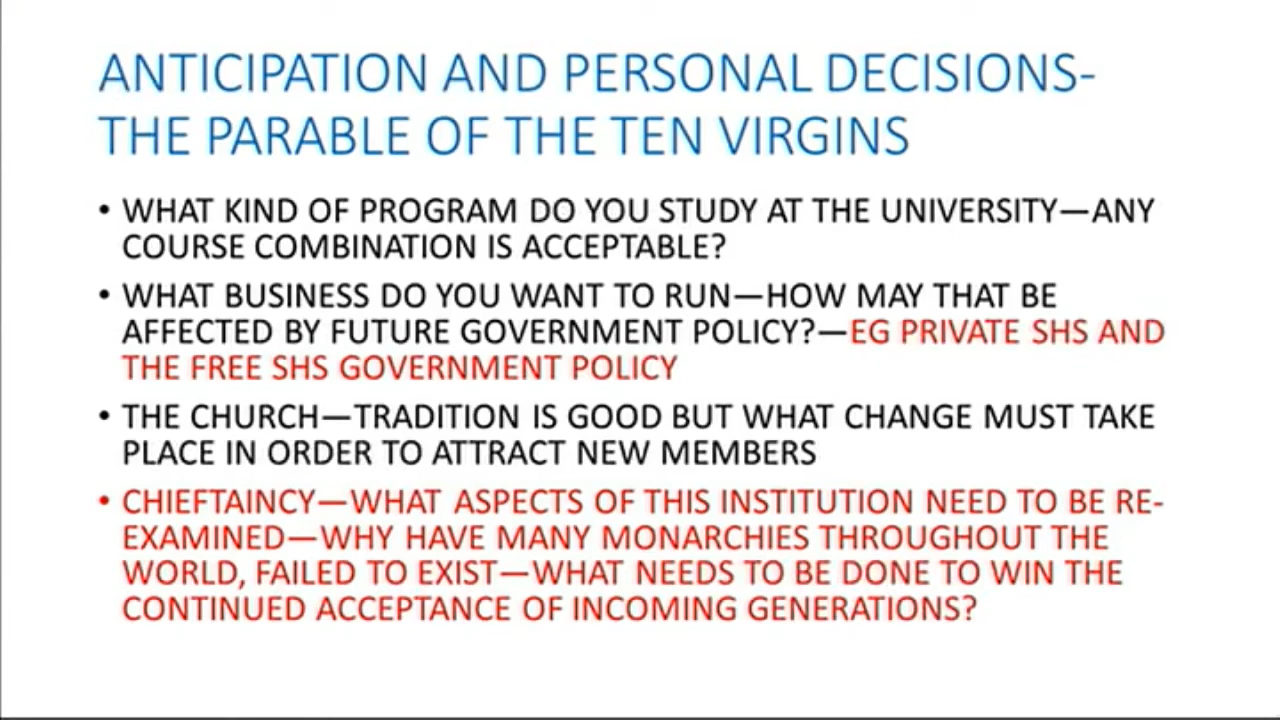 ANTICIPATION AND PERSONAL DECISIONS-
THE PARABLE OF THE TEN VIRGINS
• WHAT KIND OF PROGRAM DO YOU STUDY AT THE UNIVERSITY—ANY
COURSE COMBINATION IS ACCEPTABLE?
• WHAT BUSINESS DO YOU WANT TO RUN—HOW MAY THAT BE
AFFECTED BY FUTURE GOVERNMENT POLICY?—EG PRIVATE SHS AND
THE FREE SHS GOVERNMENT POLICY
• THE CHURCH—TRADITION IS GOOD BUT WHAT CHANGE MUST TAKE
PLACE IN ORDER TO ATTRACT NEW MEMBERS
• CHIEFTAINCY—WHAT ASPECTS OF THIS INSTITUTION NEED TO BE RE-
EXAMINED—WHY HAVE MANY MONARCHIES THROUGHOUT THE
WORLD, FAILED TO EXIST—WHAT NEEDS TO BE DONE TO WIN THE
CONTINUED ACCEPTANCE OF INCOMING GENERATIONS?